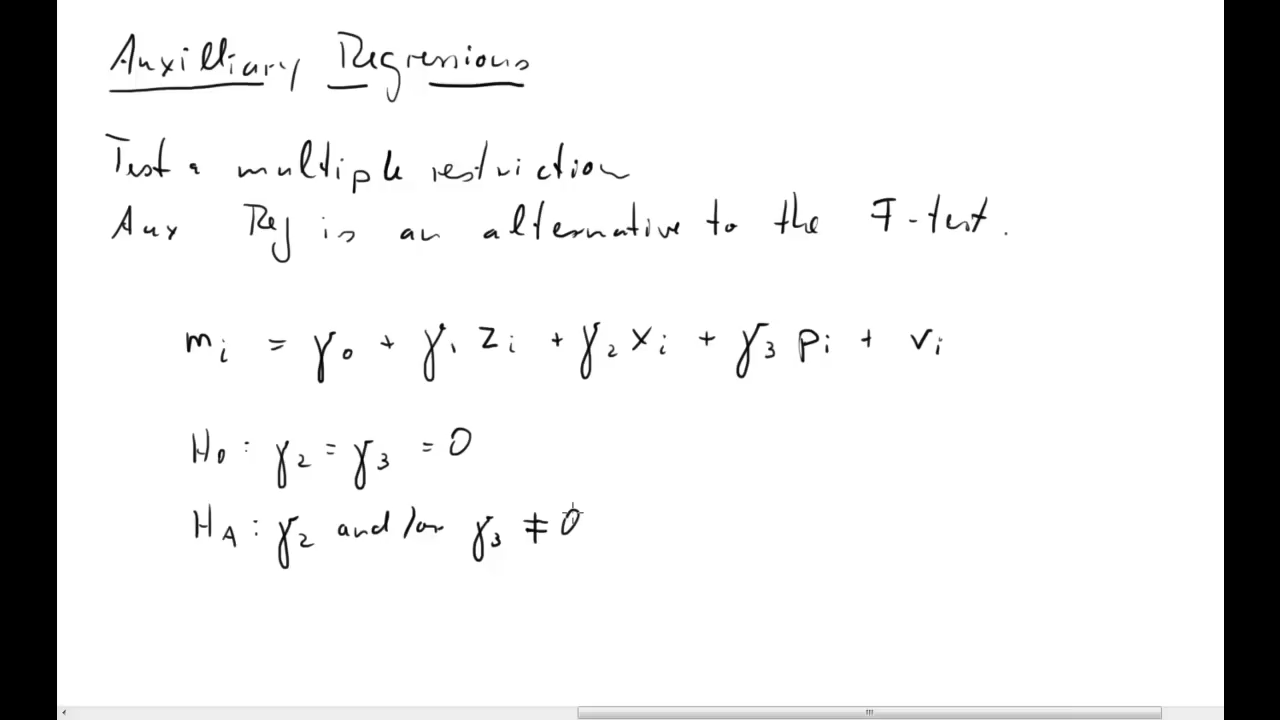 Auxilliary Regressions
Test a multiple restriction
Aux Reg is an alternative to the F-test.
mᵢ = γ₀ + γ₁ zᵢ + γ₂ xᵢ + γ₃ pᵢ + vᵢ
H₀ : γ₂ = γ₃ = 0
H_A : γ₂ and/or γ₃ ≠ 0